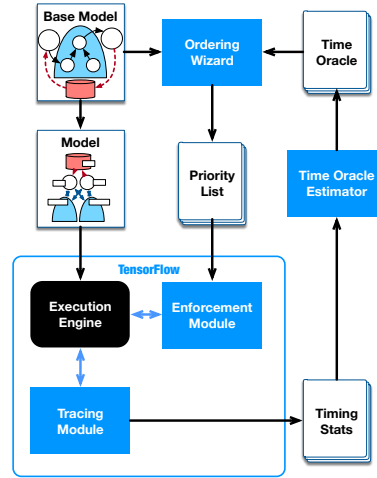 Base Model
Ordering
Wizard
Time
Oracle
Model
Priority
List
Time Oracle
Estimator
TensorFlow
Execution
Engine
Enforcement
Module
Tracing
Module
Timing
Stats